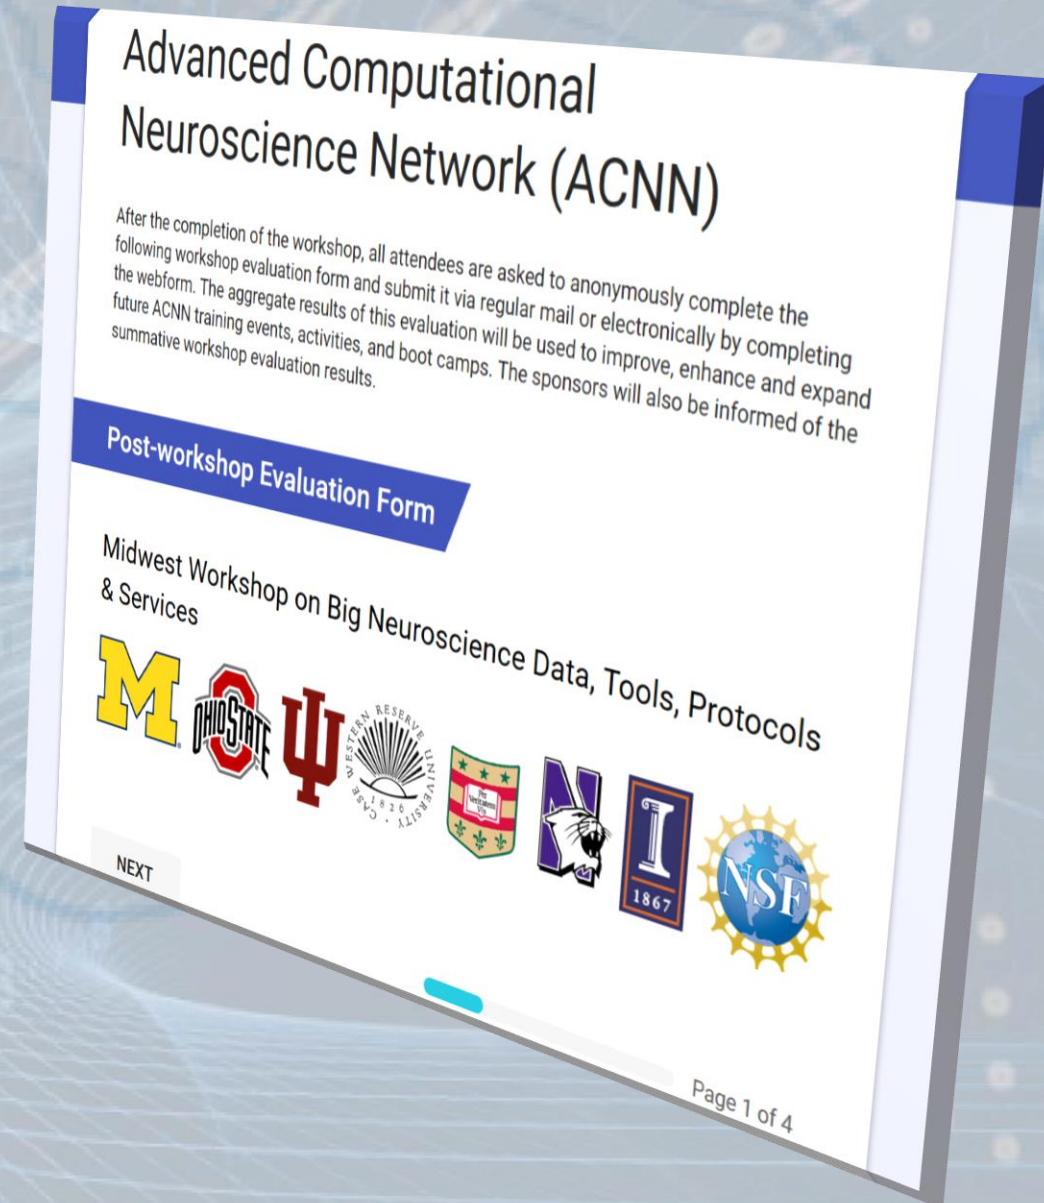 Advanced Computational
Neuroscience Network (ACNN)
After the completion of the workshop, all attendees are asked to anonymously complete the
following workshop evaluation form and submit it via regular mail or electronically by completing
the webform. The aggregate results of this evaluation will be used to improve, enhance and expand
future ACNN training events, activities, and boot camps. The sponsors will also be informed of the
summative workshop evaluation results.
Post-workshop Evaluation Form
Midwest Workshop on Big Neuroscience Data, Tools, Protocols
& Services
M
OHIO STATE
CASE WESTERN RESERVE UNIVERSITY
1826
Per
Veritatem
Vis
N
I
1867
NSF
NEXT
Page 1 of 4